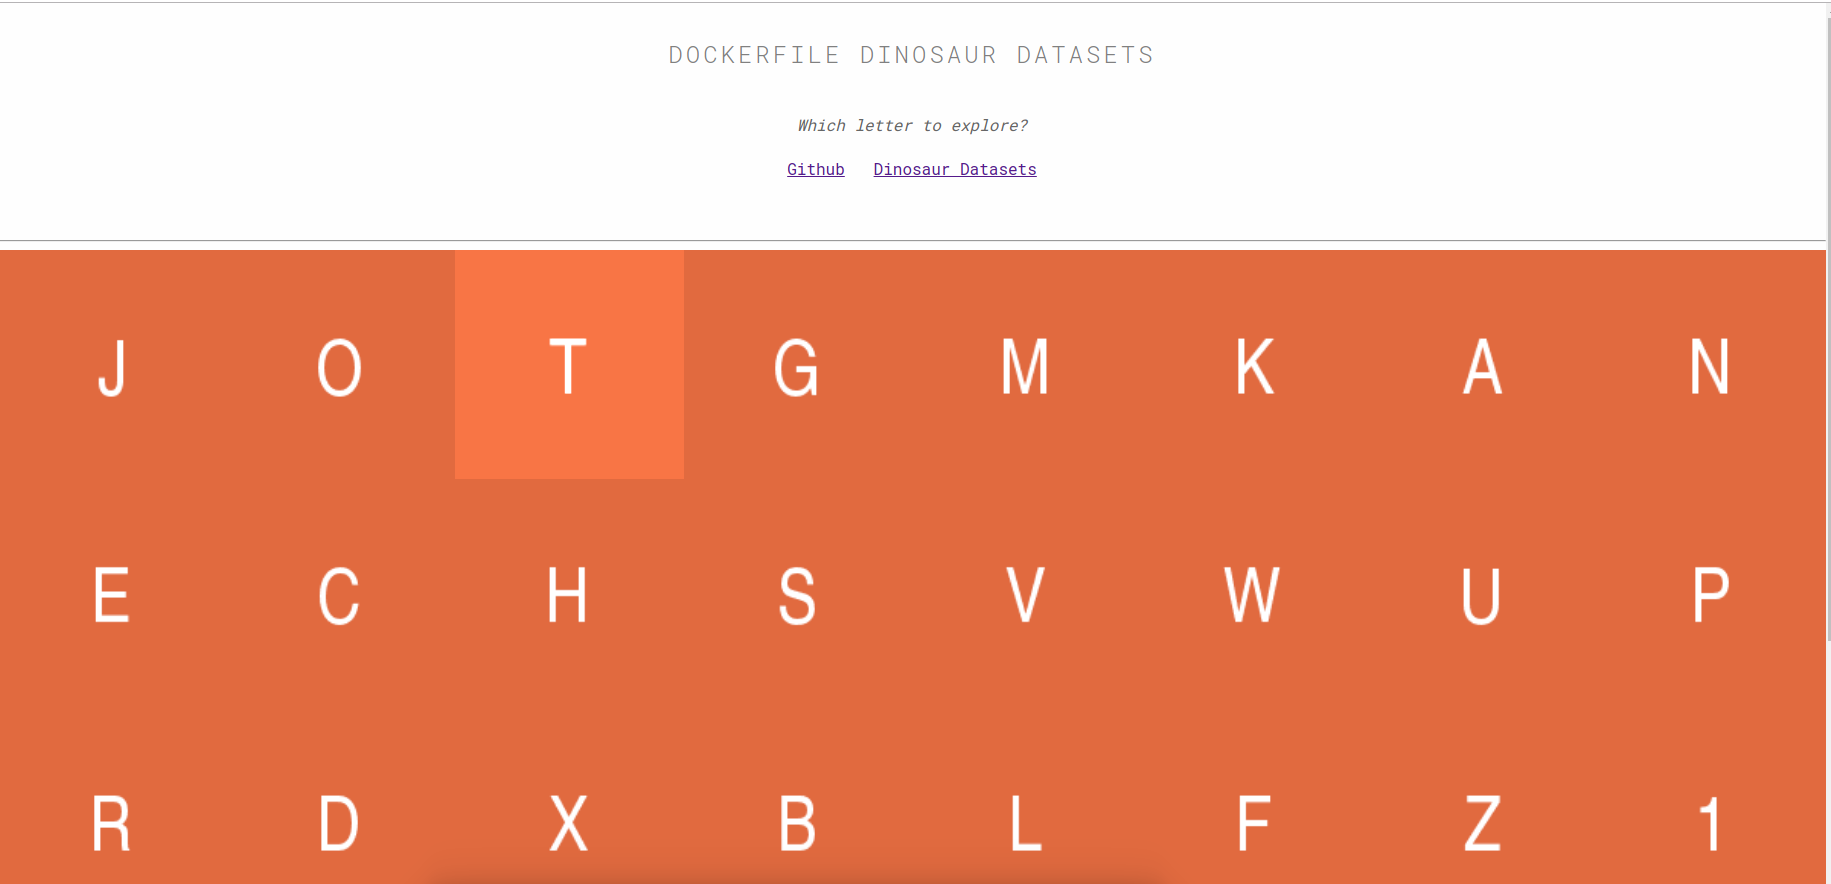 DOCKERFILE DINOSAUR DATASETS
Which letter to explore?
Github Dinosaur Datasets
J O T G M K A N
E C H S V W U P
R D X B L F Z 1